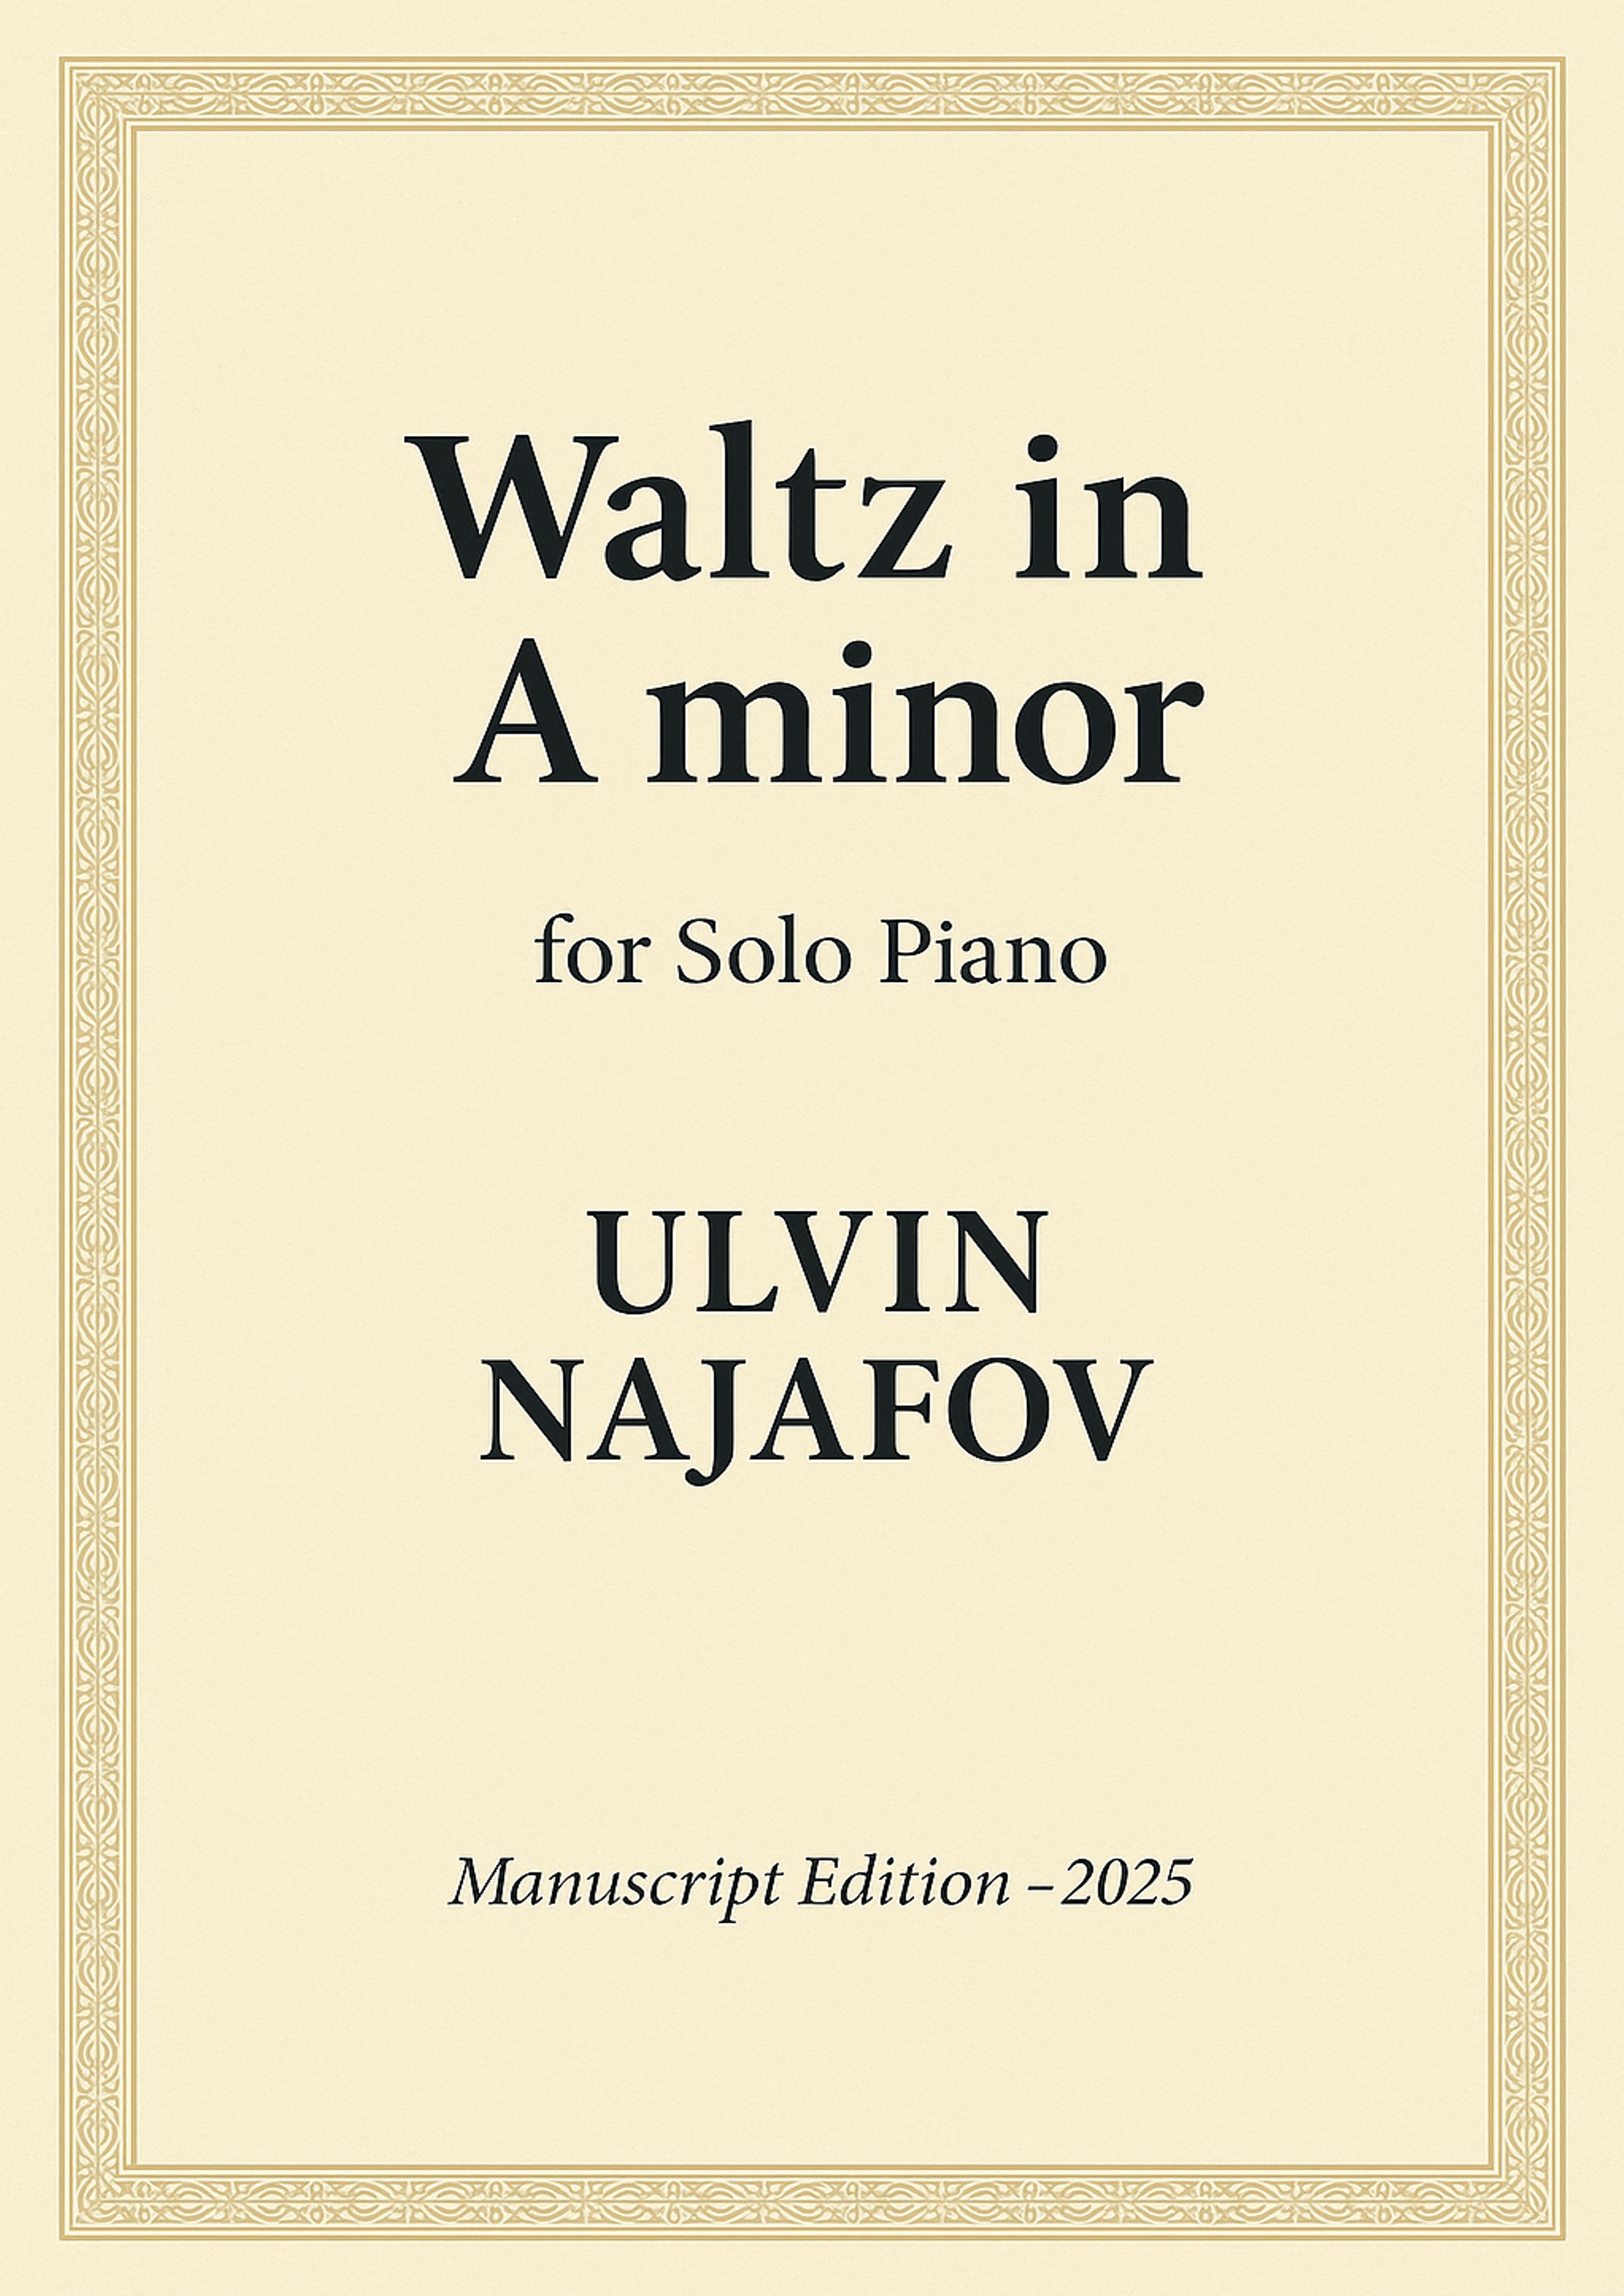 Waltz in
A minor
for Solo Piano
ULVIN
NAJAFOV
Manuscript Edition – 2025